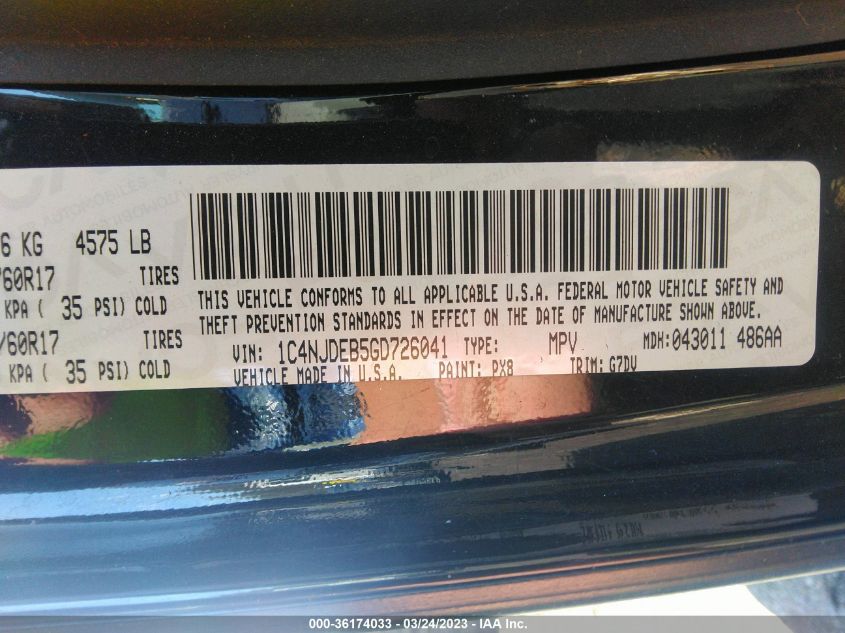 6 KG 4575 LB
/60R17 TIRES
KPA ( 35 PSI) COLD
/60R17 TIRES
KPA ( 35 PSI) COLD
THIS VEHICLE CONFORMS TO ALL APPLICABLE U.S.A. FEDERAL MOTOR VEHICLE SAFETY AND
THEFT PREVENTION STANDARDS IN EFFECT ON THE DATE OF MANUFACTURE SHOWN ABOVE.
VIN: 1C4NJDEB5GD726041 TYPE: MPV MDH: 043011 486AA
VEHICLE MADE IN U.S.A. PAINT: PX8 TRIM: G7DV
000-36174033 - 03/24/2023 - IAA Inc.